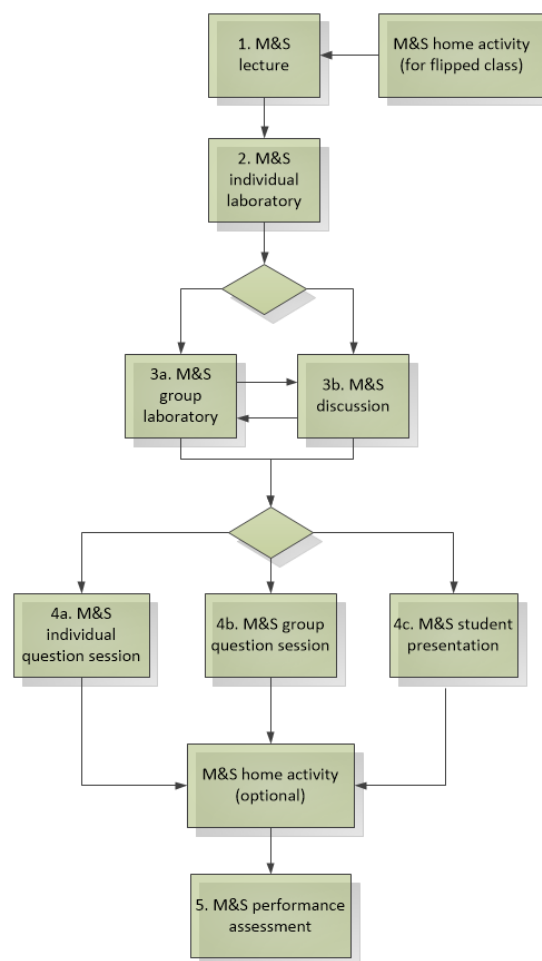 1. M&S
lecture
M&S home activity
(for flipped class)
2. M&S
individual
laboratory
3a. M&S
group
laboratory
3b. M&S
discussion
4a. M&S
individual
question session
4b. M&S group
question session
4c. M&S student
presentation
M&S home activity
(optional)
5. M&S performance
assessment